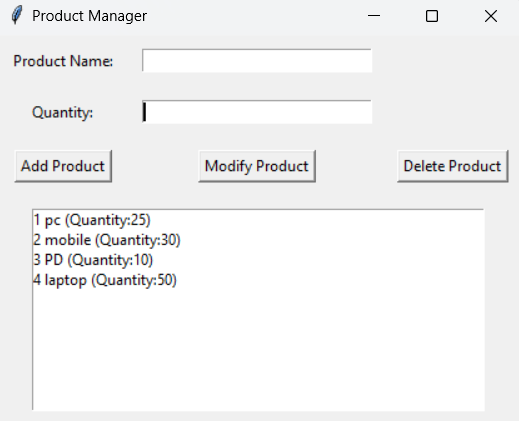 Product Manager
Product Name:
Quantity:
Add Product Modify Product Delete Product
1 pc (Quantity:25)
2 mobile (Quantity:30)
3 PD (Quantity:10)
4 laptop (Quantity:50)